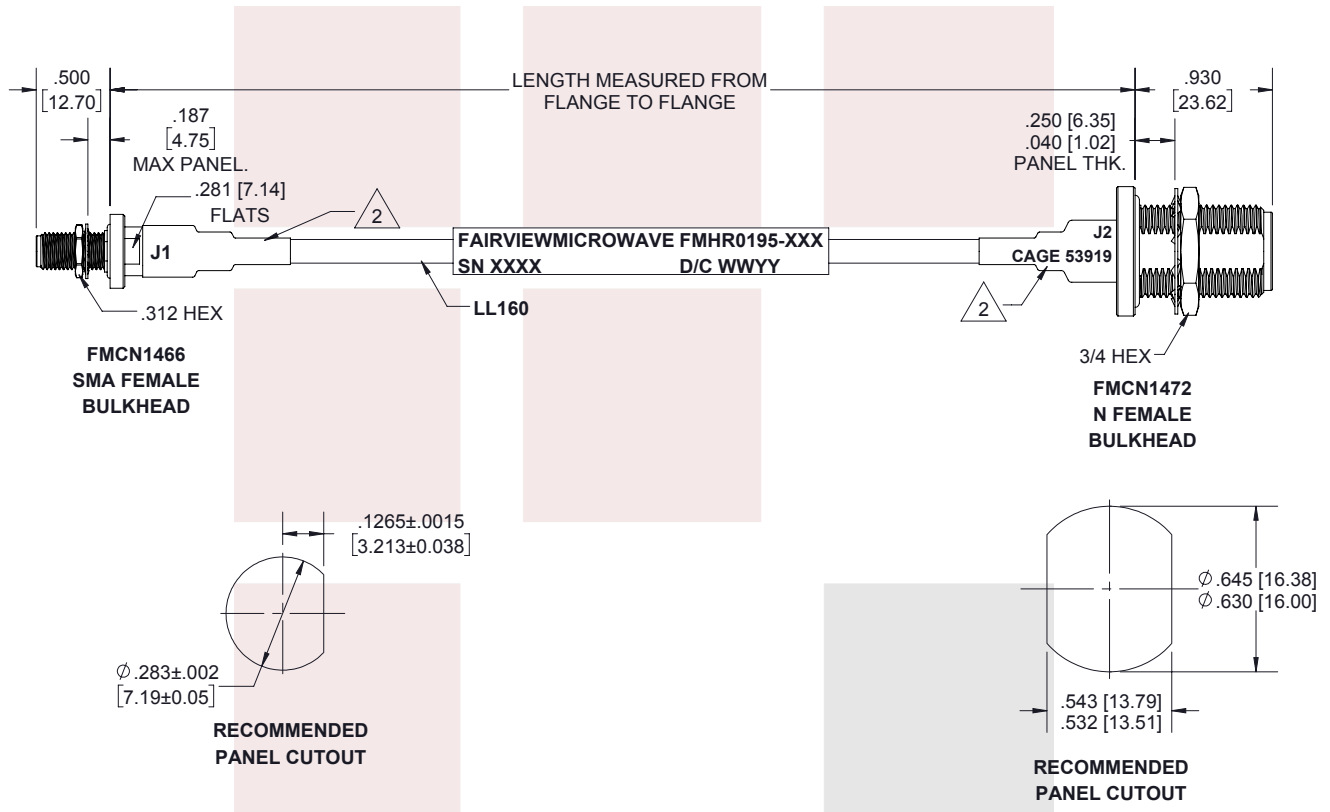 .500
[12.70]
LENGTH MEASURED FROM
FLANGE TO FLANGE
.930
[23.62]
.187
[4.75]
MAX PANEL.
.250 [6.35]
.040 [1.02]
PANEL THK.
.281 [7.14]
FLATS
2
J1
FAIRVIEWMICROWAVE FMHR0195-XXX
SN XXXX D/C WWYY
J2
CAGE 53919
.312 HEX
LL160
2
3/4 HEX
FMCN1466
SMA FEMALE
BULKHEAD
FMCN1472
N FEMALE
BULKHEAD
.1265±.0015
[3.213±0.038]
Ø .283±.002
[7.19±0.05]
RECOMMENDED
PANEL CUTOUT
Ø .645 [16.38]
Ø .630 [16.00]
.543 [13.79]
.532 [13.51]
RECOMMENDED
PANEL CUTOUT